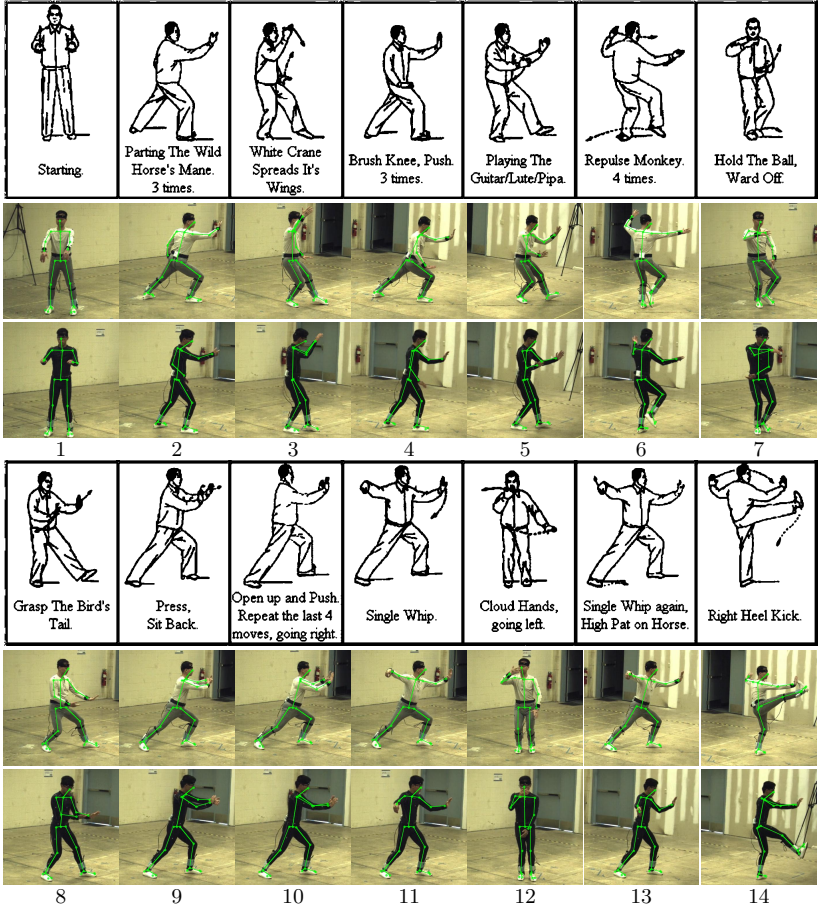 Starting.
Parting The Wild
Horse's Mane.
3 times.
White Crane
Spreads It's
Wings.
Brush Knee, Push.
3 times.
Playing The
Guitar/Lute/Pipa.
Repulse Monkey.
4 times.
Hold The Ball,
Ward Off.
1 2 3 4 5 6 7
Grasp The Bird's
Tail.
Press,
Sit Back.
Open up and Push.
Repeat the last 4
moves, going right.
Single Whip.
Cloud Hands,
going left.
Single Whip again,
High Pat on Horse.
Right Heel Kick.
8 9 10 11 12 13 14